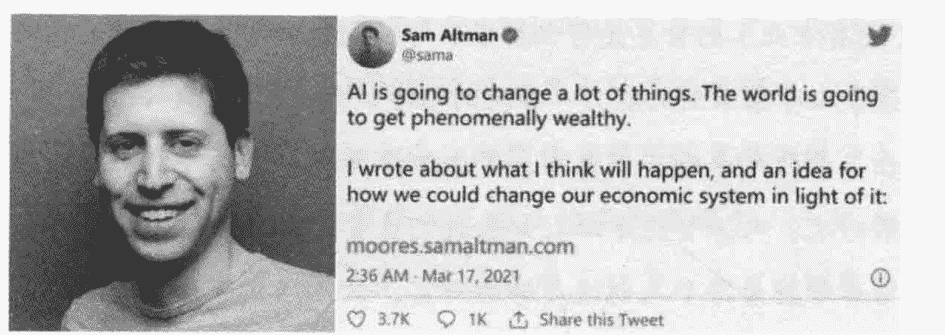 Sam Altman
@sama
AI is going to change a lot of things. The world is going
to get phenomenally wealthy.
I wrote about what I think will happen, and an idea for
how we could change our economic system in light of it:
moores.samaltman.com
2:36 AM · Mar 17, 2021
3.7K 1K Share this Tweet